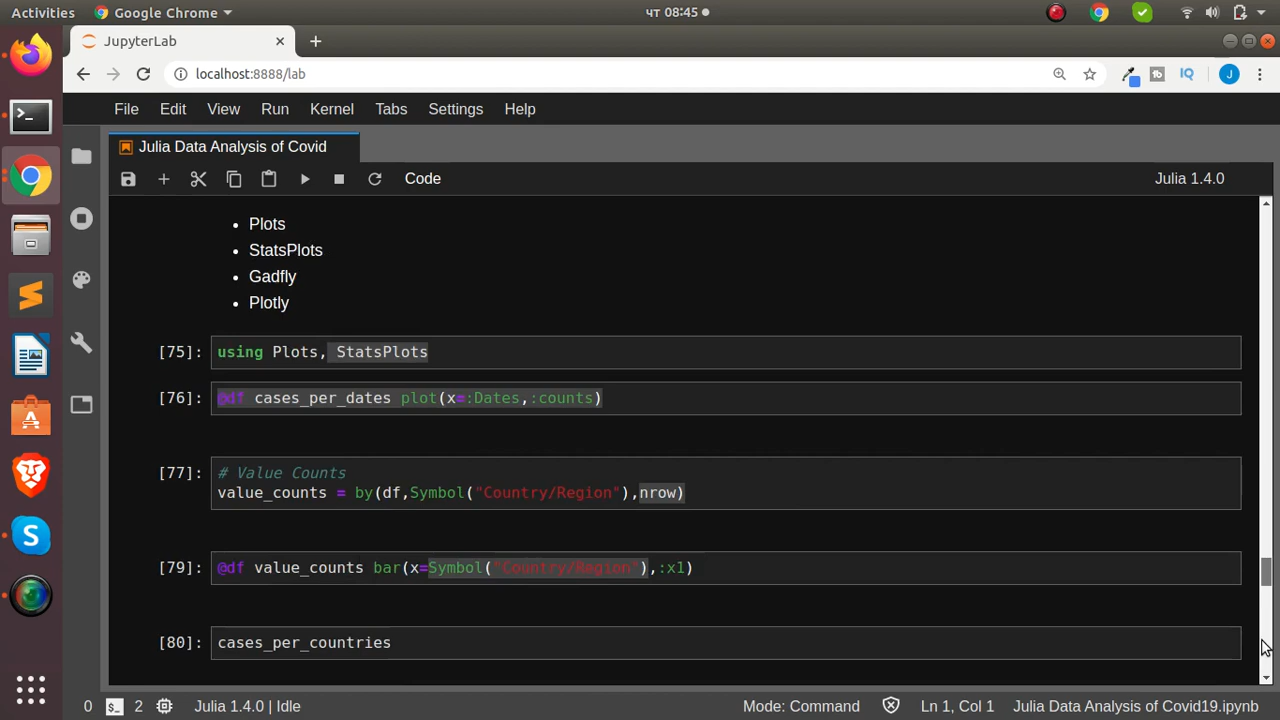 Activities
Google Chrome
чт 08:45
JupyterLab
localhost:8888/lab
IQ
J
File Edit View Run Kernel Tabs Settings Help
Julia Data Analysis of Covid
Code
Julia 1.4.0
• Plots
• StatsPlots
• Gadfly
• Plotly
[75]: using Plots, StatsPlots
[76]: @df cases_per_dates plot(x=:Dates,:counts)
[77]: # Value Counts
value_counts = by(df,Symbol("Country/Region"),nrow)
[79]: @df value_counts bar(x=Symbol("Country/Region"),:x1)
[80]: cases_per_countries
0 2 Julia 1.4.0 | Idle Mode: Command Ln 1, Col 1 Julia Data Analysis of Covid19.ipynb